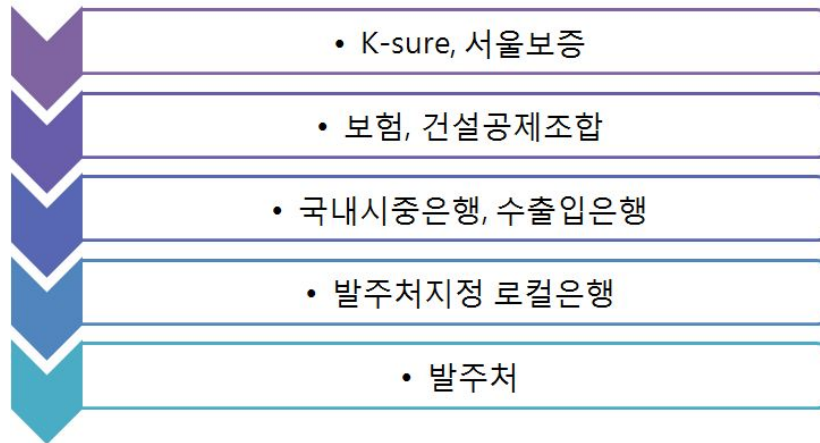 • K-sure, 서울보증
• 보험, 건설공제조합
• 국내시중은행, 수출입은행
• 발주처지정 로컬은행
• 발주처